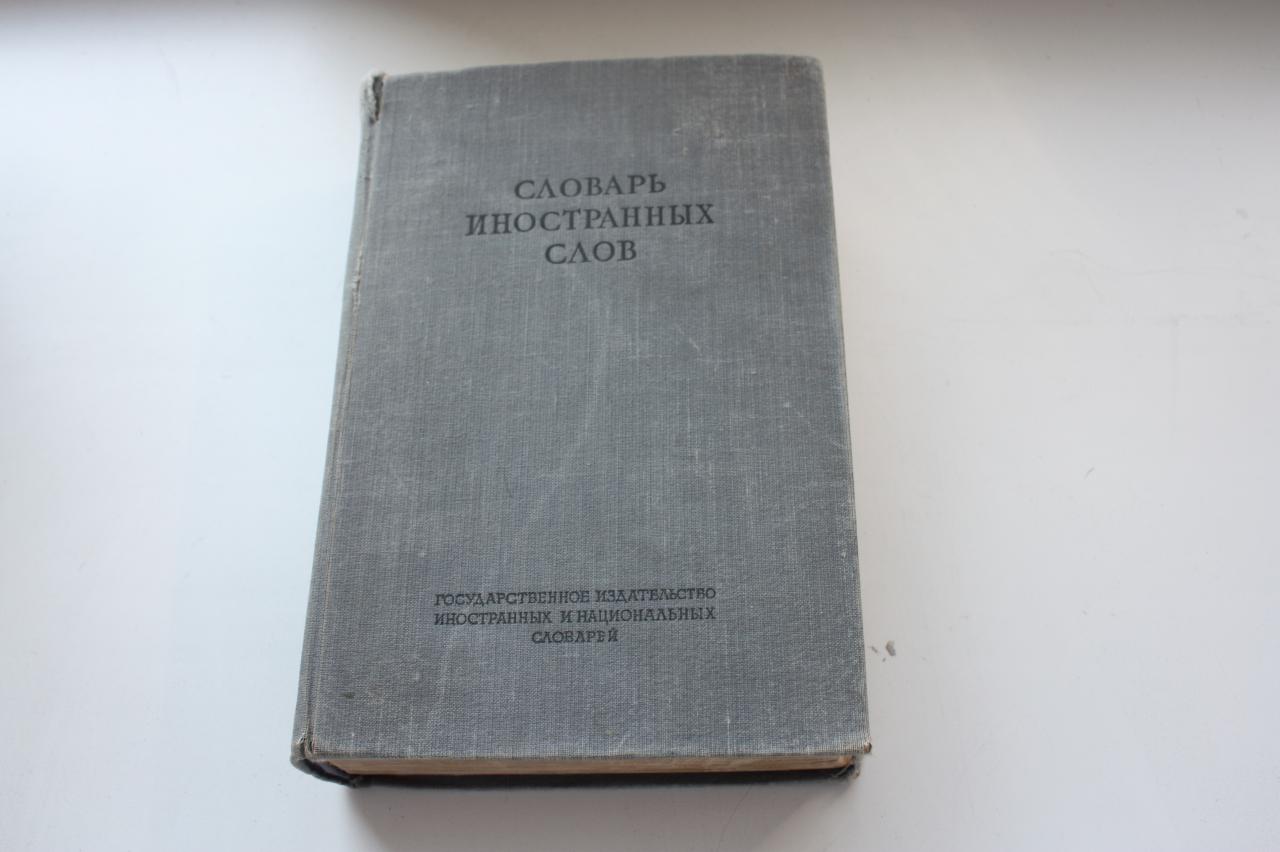 СЛОВАРЬ
ИНОСТРАННЫХ
СЛОВ
ГОСУДАРСТВЕННОЕ ИЗДАТЕЛЬСТВО
ИНОСТРАННЫХ И НАЦИОНАЛЬНЫХ
СЛОВАРЕЙ